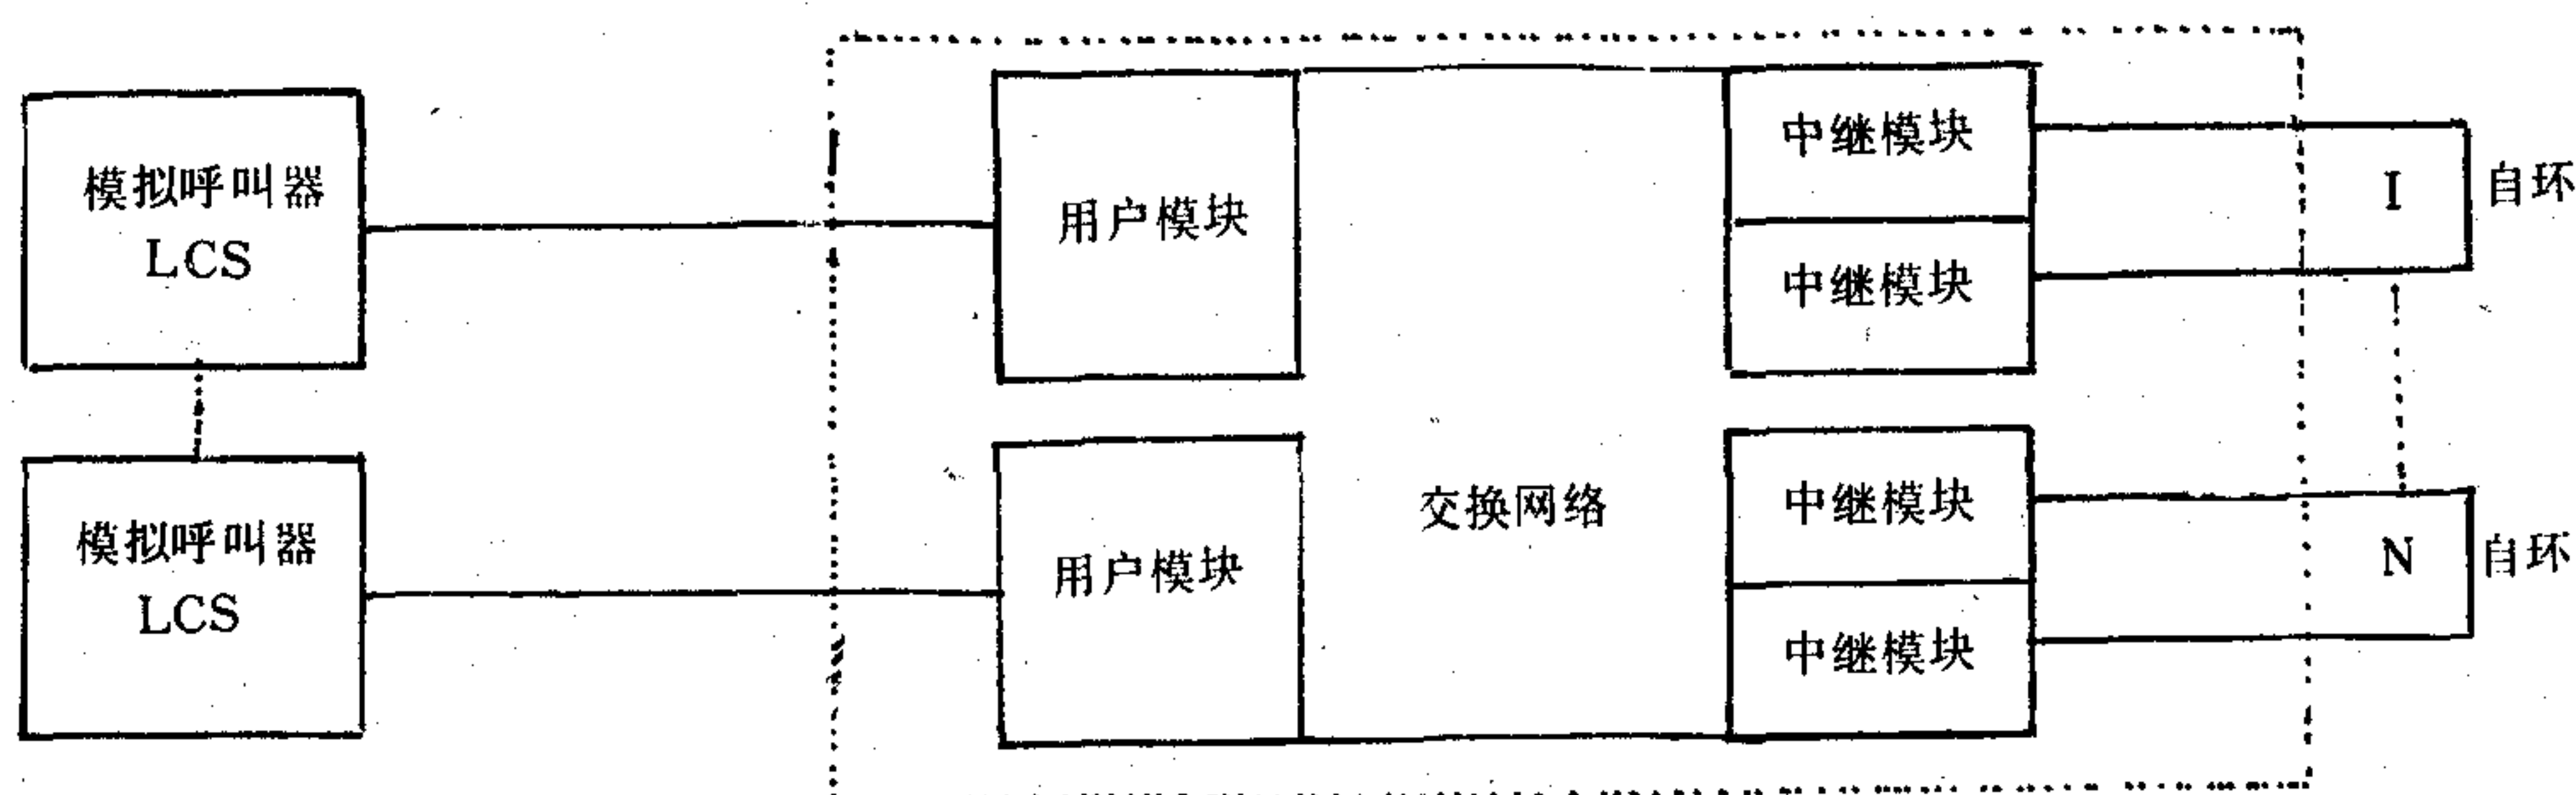 模拟呼叫器
LCS
用户模块
中继模块
中继模块
I
自环
模拟呼叫器
LCS
用户模块
交换网络
中继模块
中继模块
N
自环